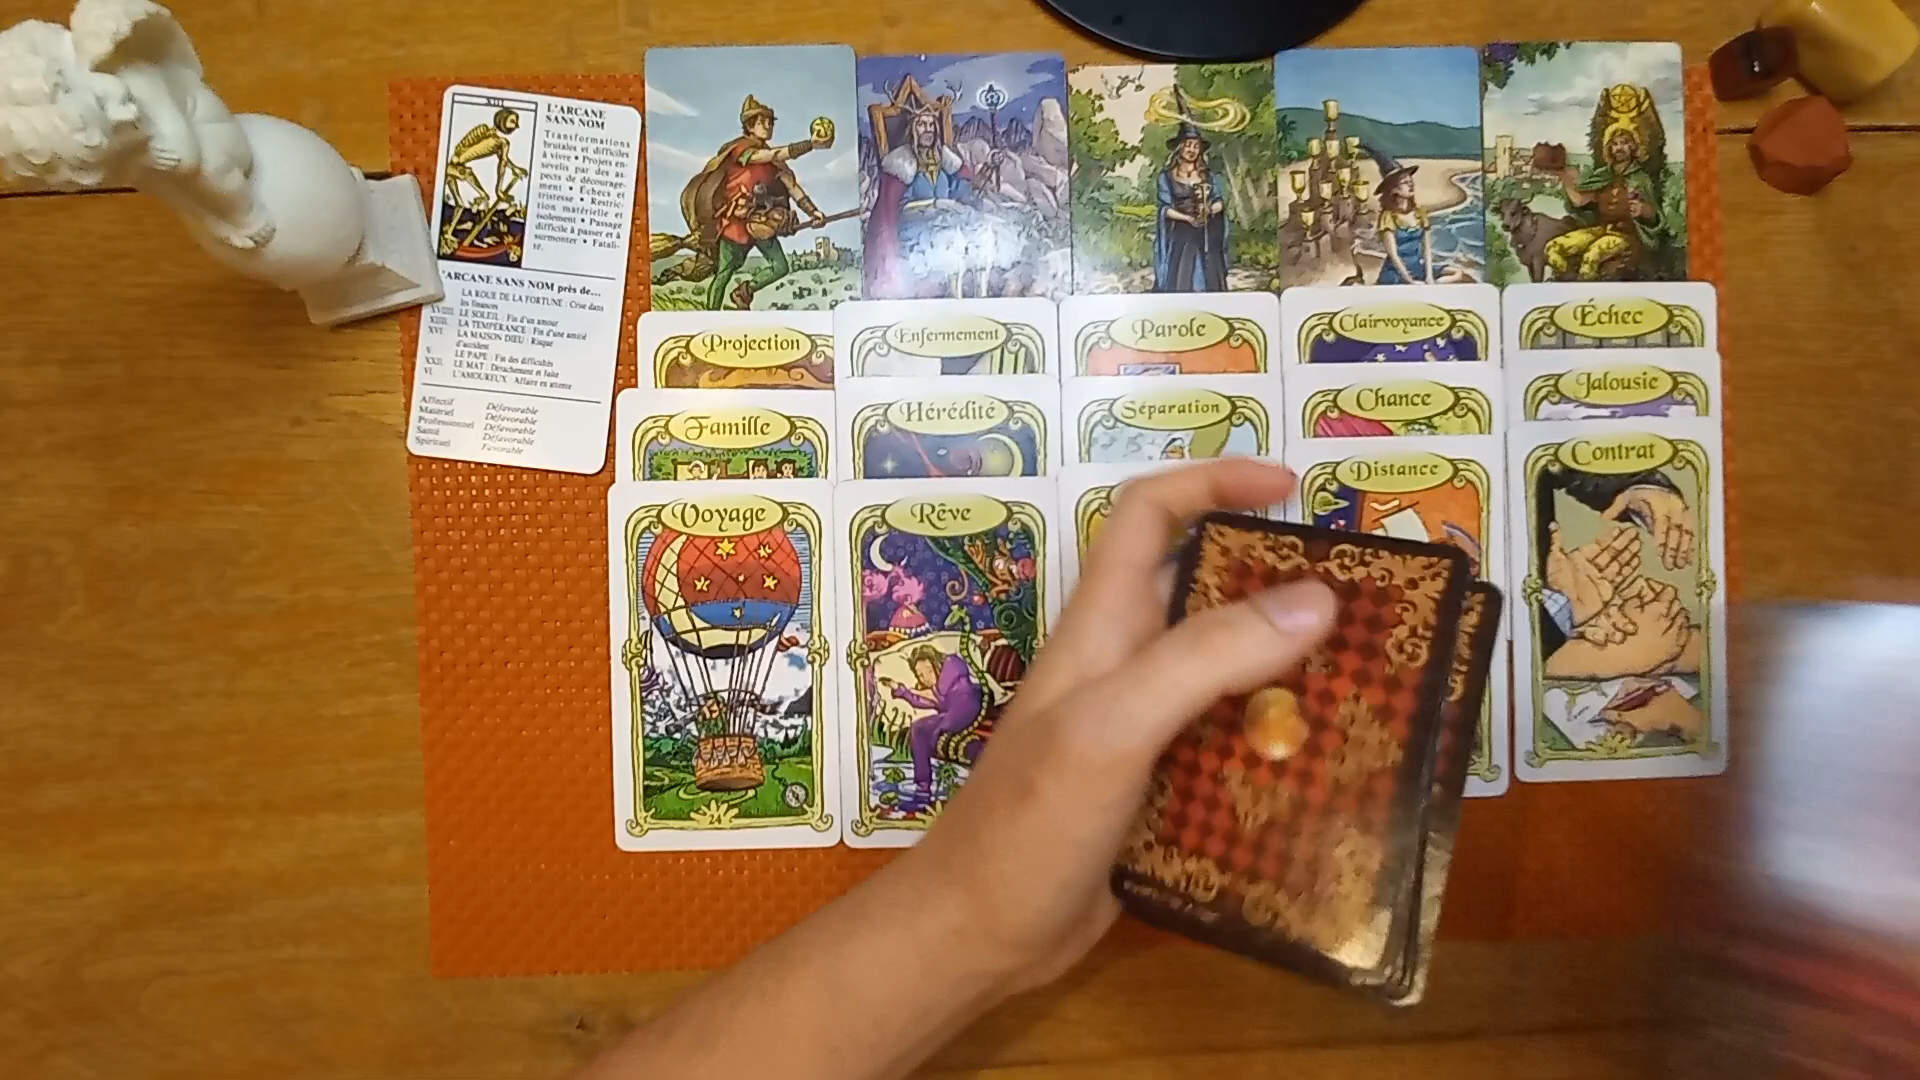 XIII
L'ARCANE
SANS NOM
Transformations
brutales et difficiles
à vivre • Projets en-
sevelis par des as-
pects de décourage-
ment • Échecs et
tristesse • Restric-
tion matérielle et
isolement • Passage
difficile à passer et à
surmonter • Fatali-
té.
L'ARCANE SANS NOM près de...
LA ROUE DE LA FORTUNE : Crise dans
les finances
XVIIII. LE SOLEIL : Fin d'un amour
XIIII. LA TEMPÉRANCE : Fin d'une amitié
XVI. LA MAISON DIEU : Risque
d'accident
V. LE PAPE : Fin des difficultés
XXII. LE MAT : Détachement et fuite
VI. L'AMOUREUX : Affaire en attente
Affectif Défavorable
Matériel Défavorable
Professionnel Défavorable
Santé Défavorable
Spirituel Favorable
Projection
Enfermement
Parole
Clairvoyance
Échec
Famille
Hérédité
Séparation
Chance
Jalousie
Voyage
Rêve
Distance
Contrat
24